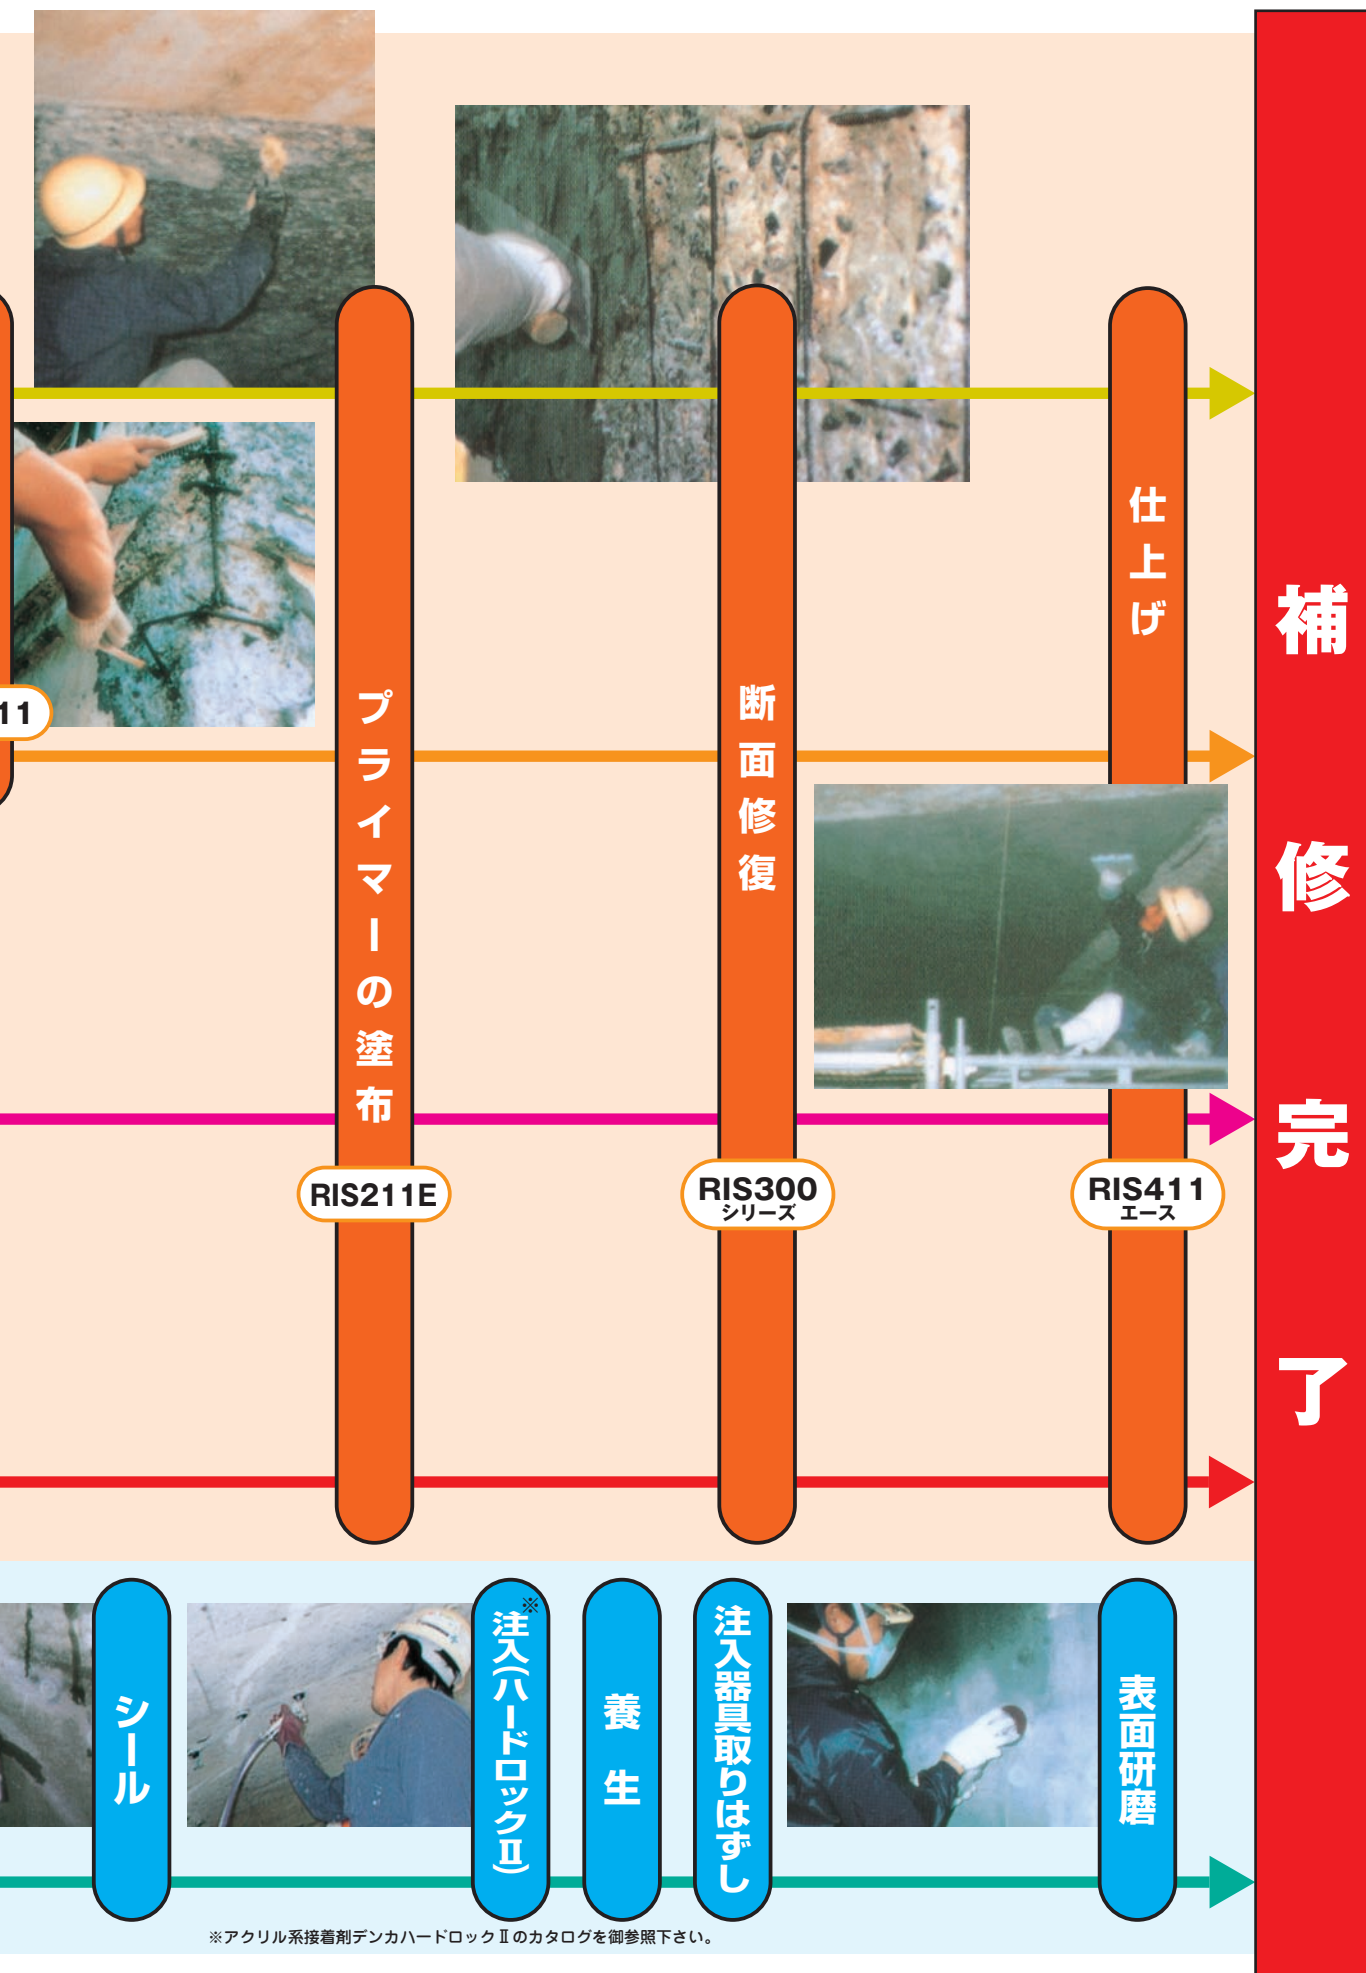 11
プライマーの塗布
RIS211E
断面修復
RIS300
シリーズ
仕上げ
RIS411
エース
補修完了
シール
※
注入(ハードロックⅡ)
養生
注入器具取りはずし
表面研磨
※アクリル系接着剤デンカハードロックⅡのカタログを御参照下さい。